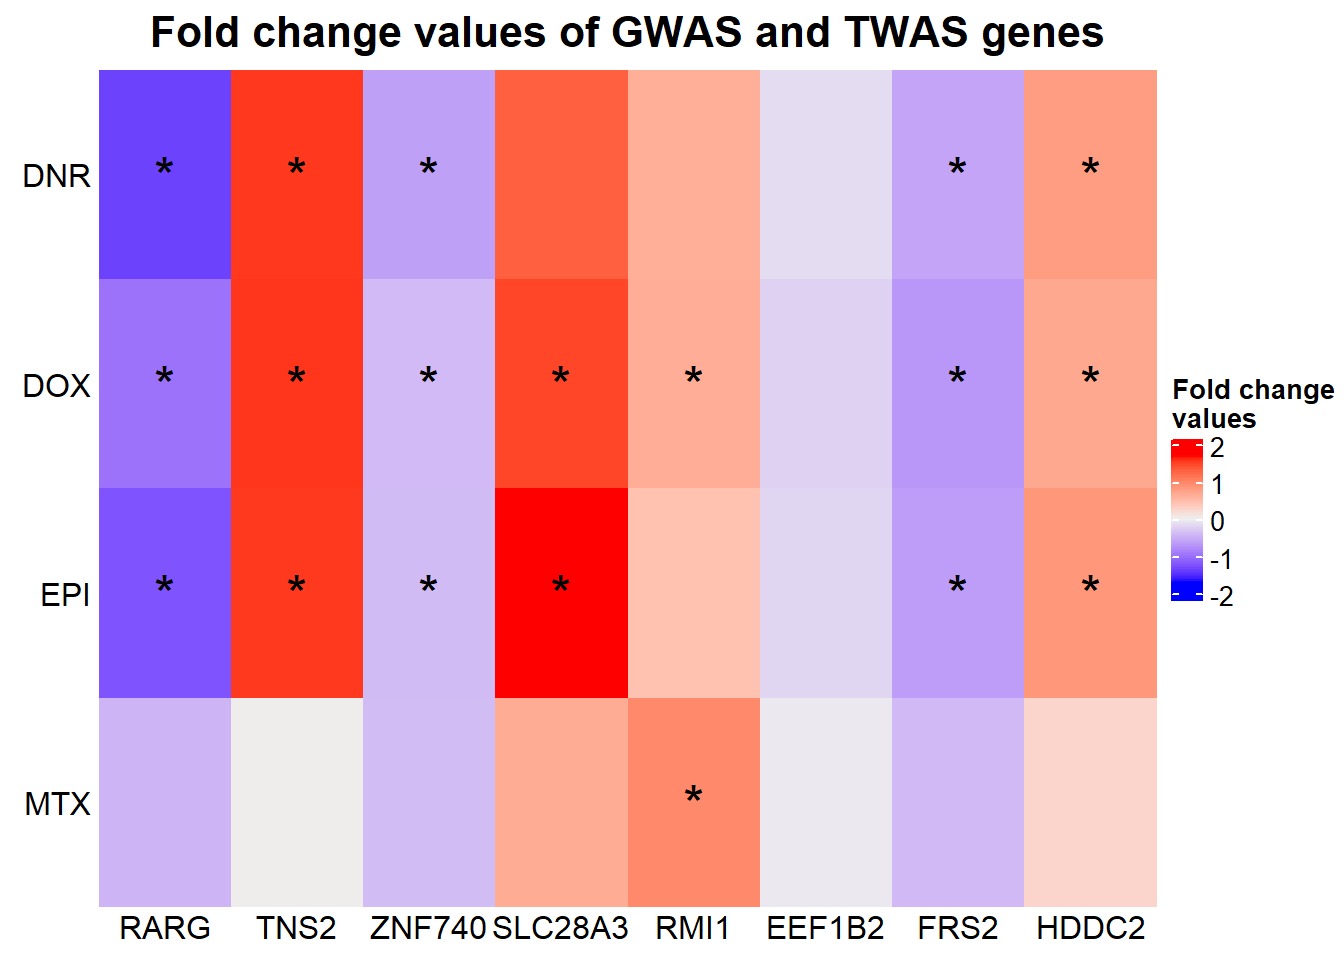 Fold change values of GWAS and TWAS genes
DNR * * * * *
DOX * * * * * * *
EPI * * * * * *
MTX *
RARG TNS2 ZNF740 SLC28A3 RMI1 EEF1B2 FRS2 HDDC2
Fold change
values
2
1
0
-1
-2